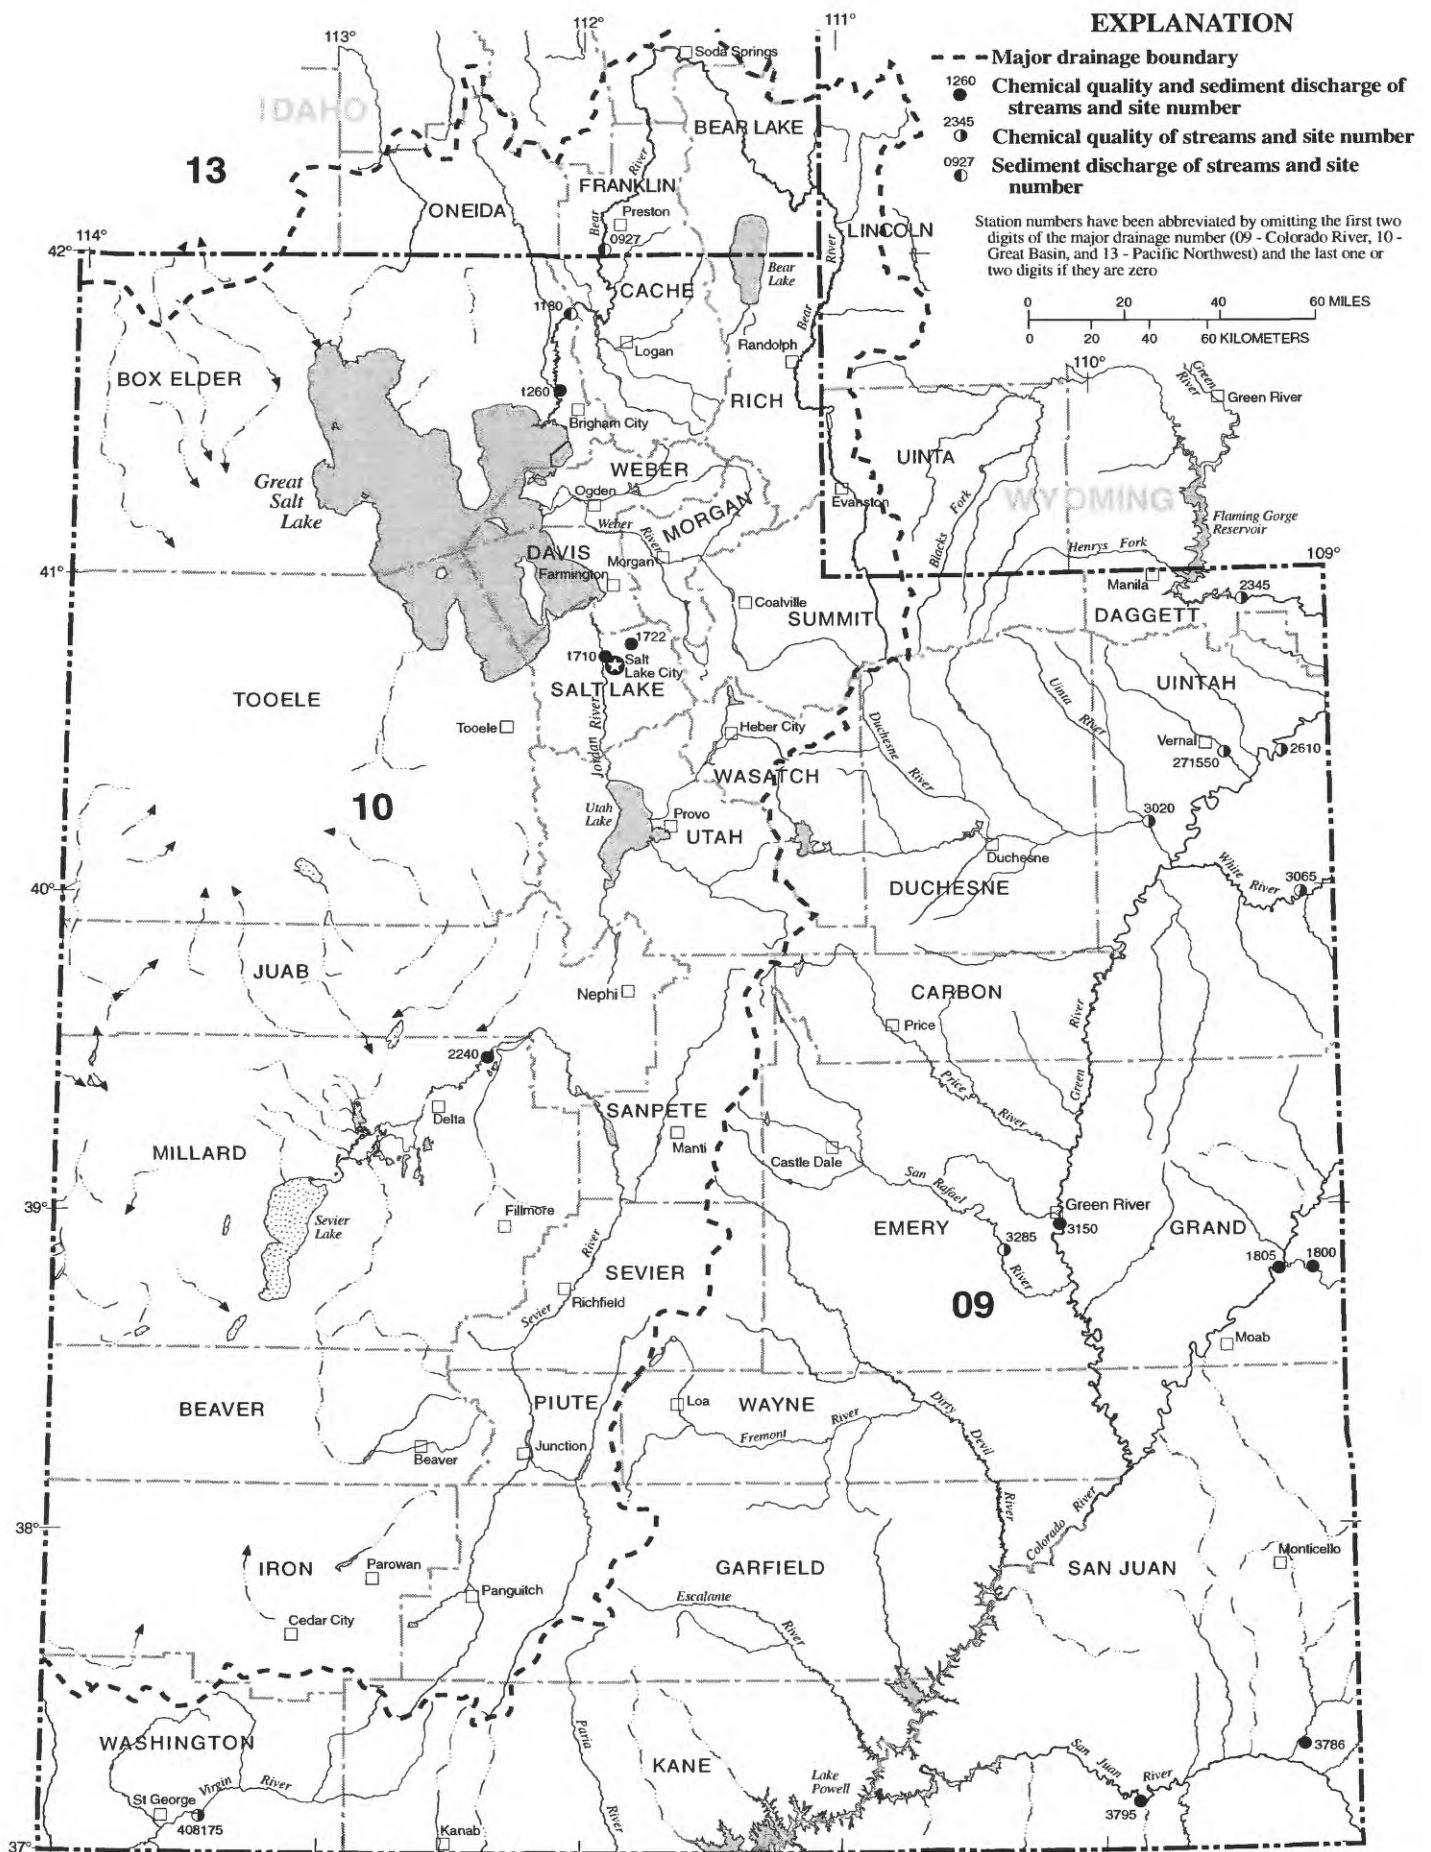 EXPLANATION
Major drainage boundary
1260
Chemical quality and sediment discharge of
streams and site number
2345
Chemical quality of streams and site number
0927
Sediment discharge of streams and site
number
Station numbers have been abbreviated by omitting the first two
digits of the major drainage number (09 - Colorado River, 10 -
Great Basin, and 13 - Pacific Northwest) and the last one or
two digits if they are zero
0 20 40 60 MILES
0 20 40 60 KILOMETERS
113°
112°
111°
Soda Springs
IDAHO
BEAR LAKE
13
River
FRANKLIN
ONEIDA
Preston
Bear
0927
LINCOLN
River
114°
42°
Bear
Lake
CACHE
1180
Bear
Logan
Randolph
110°
Green
River
Green River
BOX ELDER
1260
RICH
Brigham City
WEBER
UINTA
Great
Salt
Lake
Ogden
Evanston
WYOMING
Weber
River
MORGAN
Blacks
Fork
Flaming Gorge
Reservoir
Henrys Fork
DAVIS
Morgan
109°
41°
Farmington
Manila
2345
Coalville
SUMMIT
DAGGETT
1722
1710
Salt
Lake City
SALT LAKE
TOOELE
Uinta
River
UINTAH
Tooele
Jordan River
Heber City
Duchesne
River
Vernal
2610
271550
WASATCH
10
Utah
Lake
Provo
UTAH
3020
Duchesne
White
River
3065
40°
DUCHESNE
JUAB
Nephi
CARBON
Price
River
2240
Green
Price
River
Delta
SANPETE
Manti
MILLARD
Castle Dale
San
Rafael
River
39°
Sevier
Lake
Fillmore
Green River
3150
EMERY
GRAND
3285
River
1805
1800
SEVIER
Richfield
Sevier
09
Moab
BEAVER
PIUTE
Loa
WAYNE
Dirty
Devil
River
River
Fremont
Beaver
Junction
38°
Colorado
River
Monticello
IRON
Parowan
GARFIELD
SAN JUAN
Panguitch
Escalante
River
Cedar City
WASHINGTON
Paria
River
KANE
San
Juan
River
3786
Lake
Powell
St George
Virgin
River
408175
3795
Kanab
37°